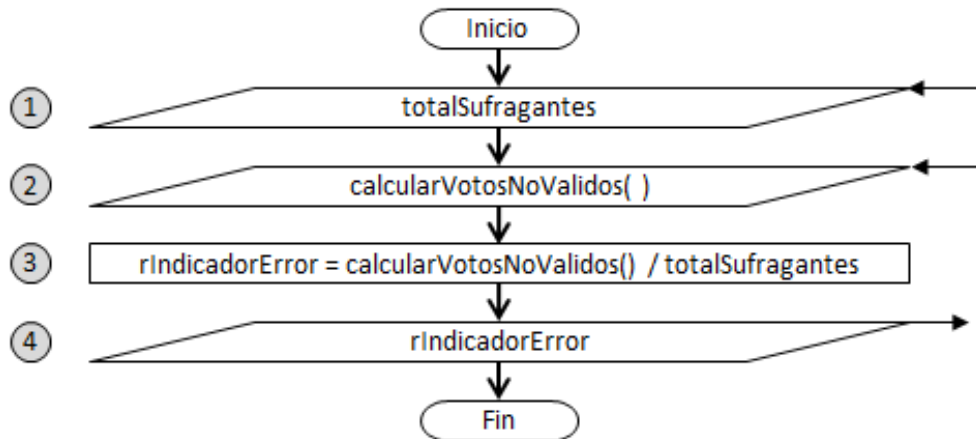 Inicio
1 totalSufragantes
2 calcularVotosNoValidos( )
3 rIndicadorError = calcularVotosNoValidos() / totalSufragantes
4 rIndicadorError
Fin